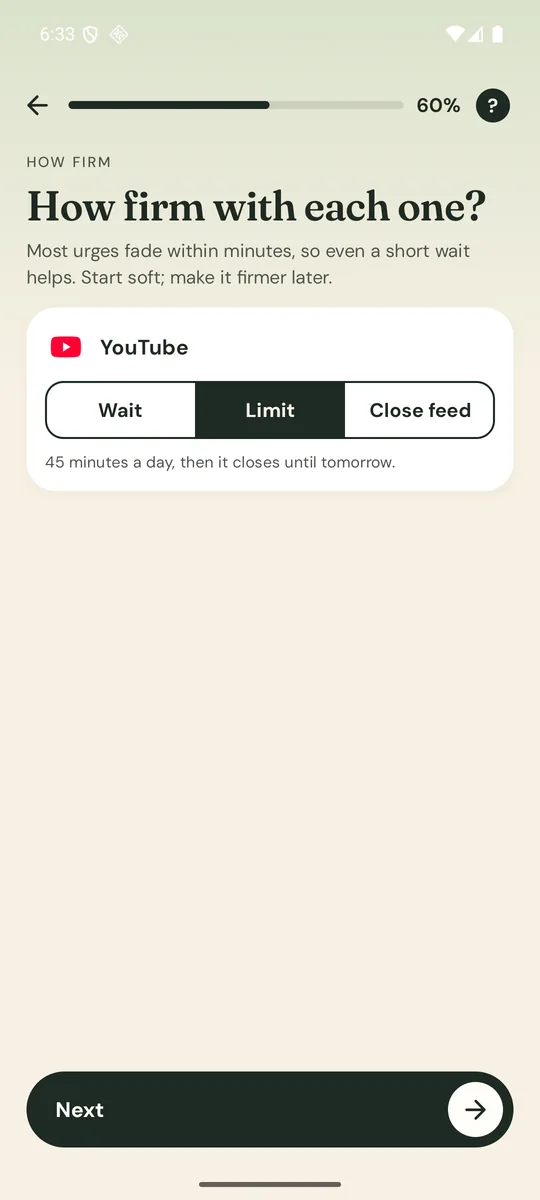 6:33
60%
?
HOW FIRM
How firm with each one?
Most urges fade within minutes, so even a short wait
helps. Start soft; make it firmer later.
YouTube
Wait
Limit
Close feed
45 minutes a day, then it closes until tomorrow.
Next